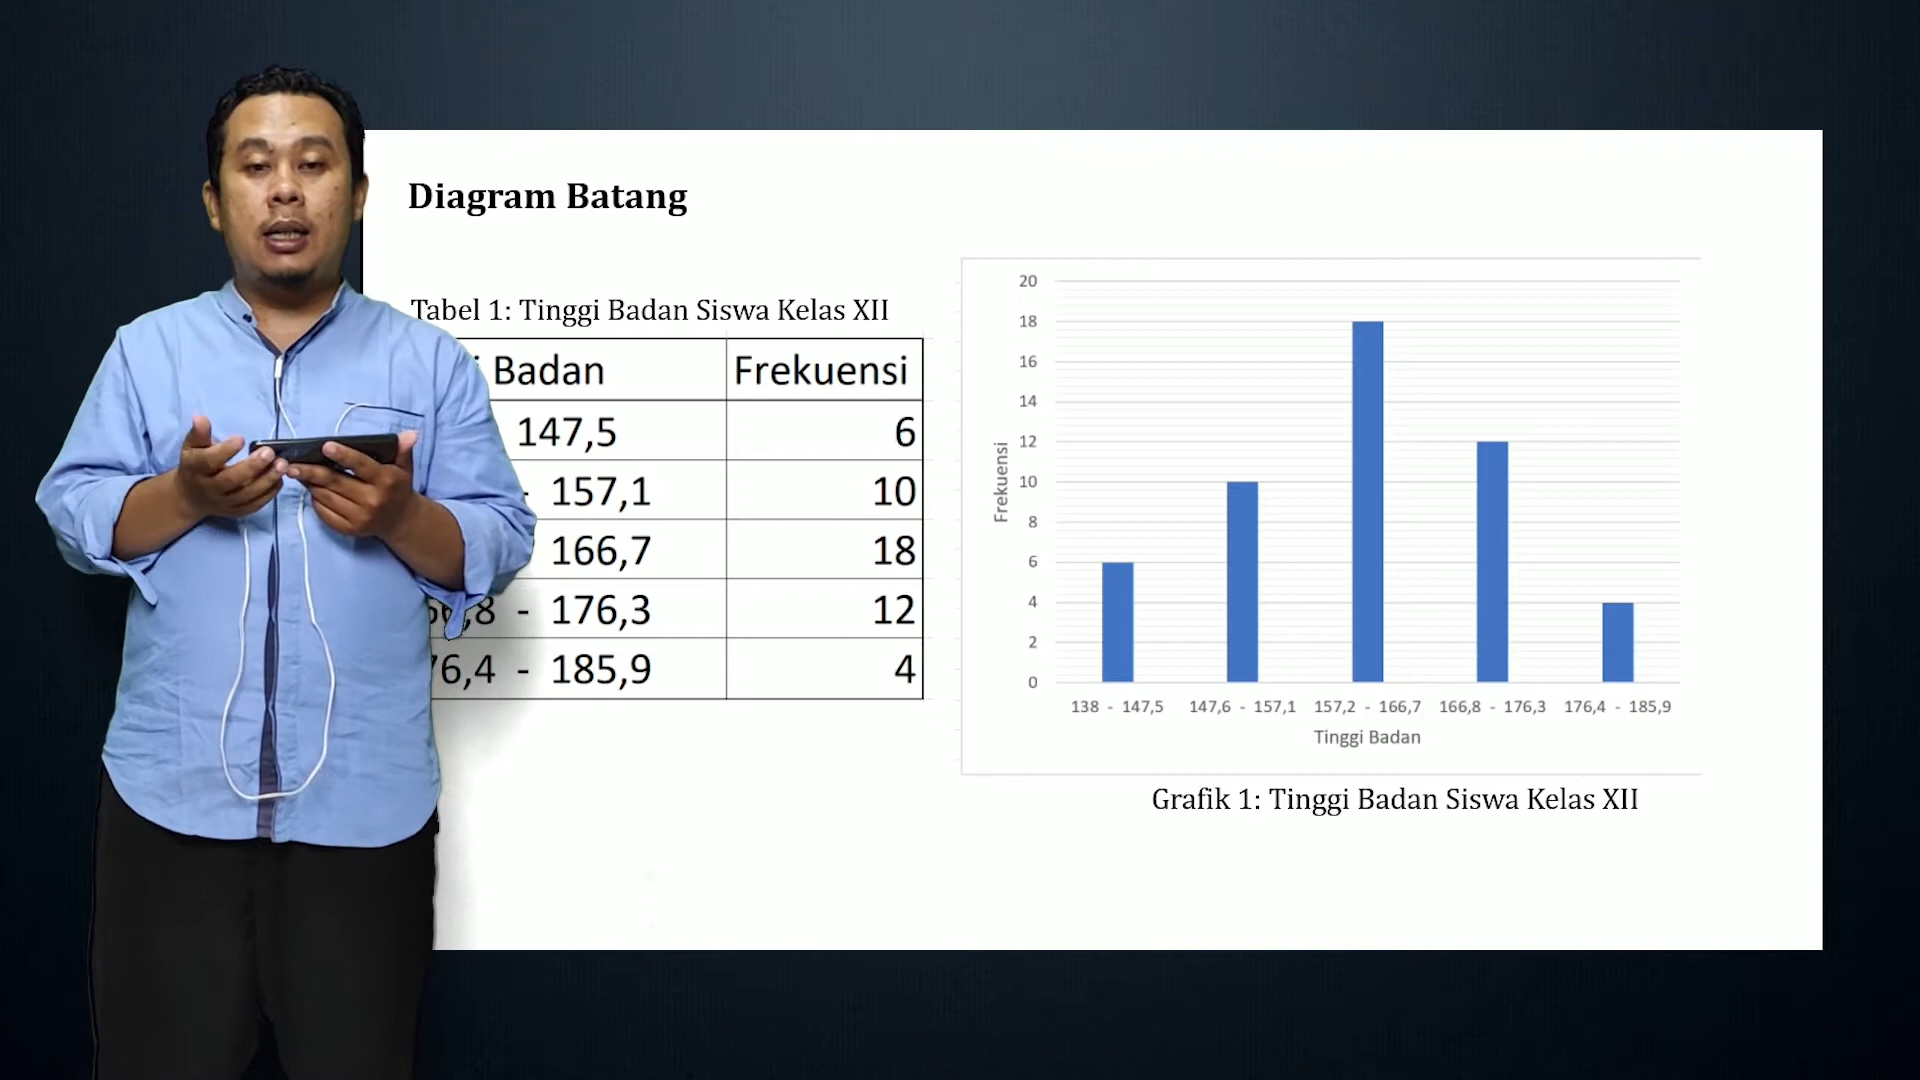 Diagram Batang
Tabel 1: Tinggi Badan Siswa Kelas XII
Badan Frekuensi
147,5 6
- 157,1 10
166,7 18
- 176,3 12
- 185,9 4
20
18
16
14
12
10
8
6
4
2
0
Frekuensi
138 - 147,5 147,6 - 157,1 157,2 - 166,7 166,8 - 176,3 176,4 - 185,9
Tinggi Badan
Grafik 1: Tinggi Badan Siswa Kelas XII